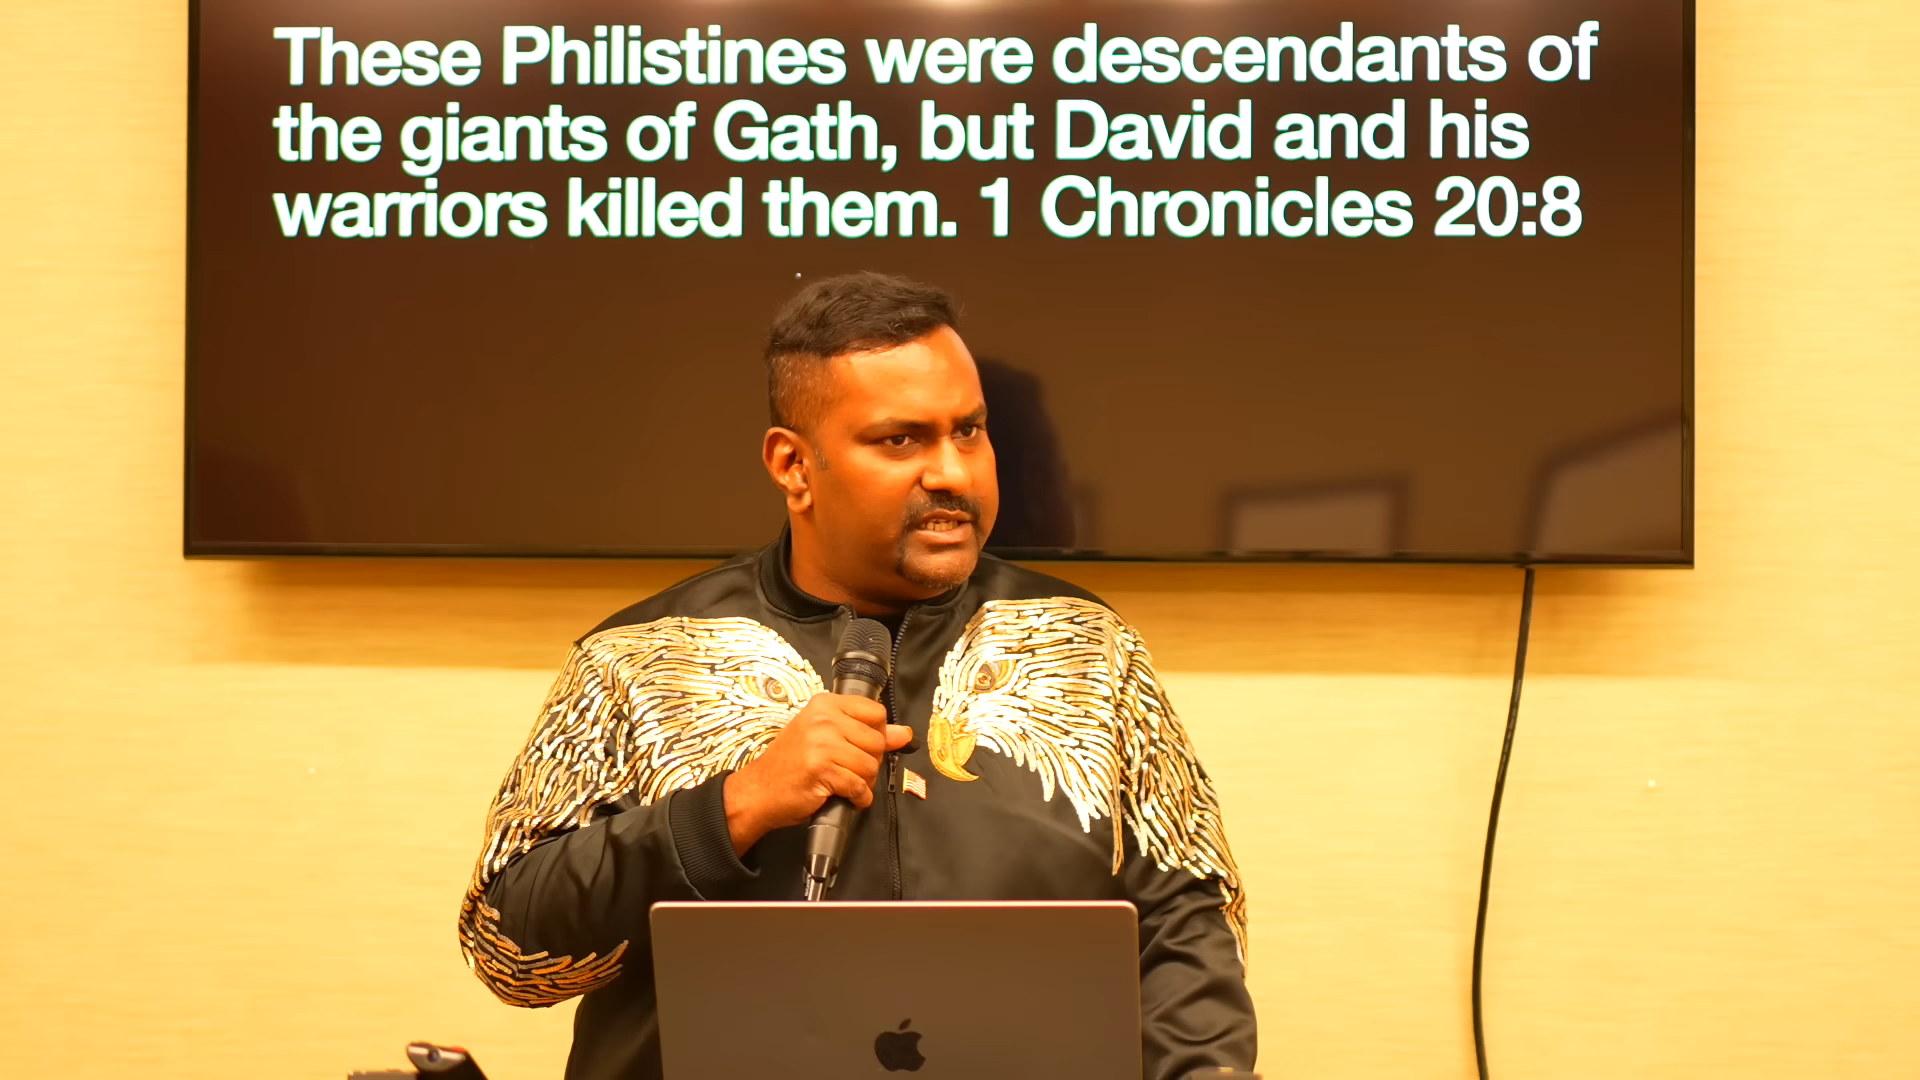 These Philistines were descendants of
the giants of Gath, but David and his
warriors killed them. 1 Chronicles 20:8